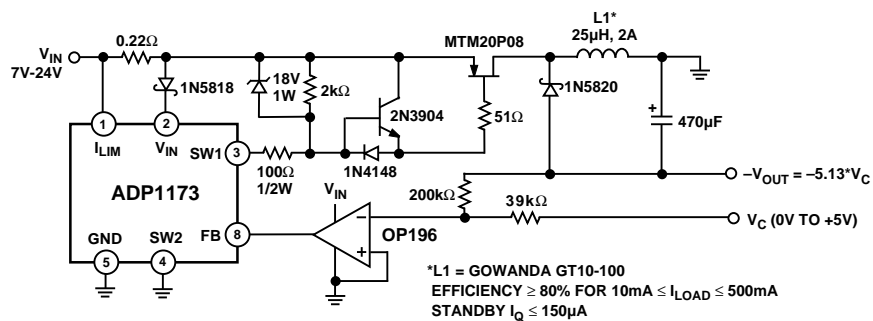 L1*
25µH, 2A
MTM20P08
0.22Ω
VIN
7V-24V
1N5818
18V
1W
2kΩ
2N3904
51Ω
1N5820
+
470µF
1
2
ILIM
VIN
SW1
3
100Ω
1/2W
1N4148
ADP1173
VIN
200kΩ
39kΩ
–VOUT = –5.13*VC
VC (0V TO +5V)
GND
SW2
FB
8
–
+
OP196
5
4
*L1 = GOWANDA GT10-100
EFFICIENCY ≥ 80% FOR 10mA ≤ ILOAD ≤ 500mA
STANDBY IQ ≤ 150µA